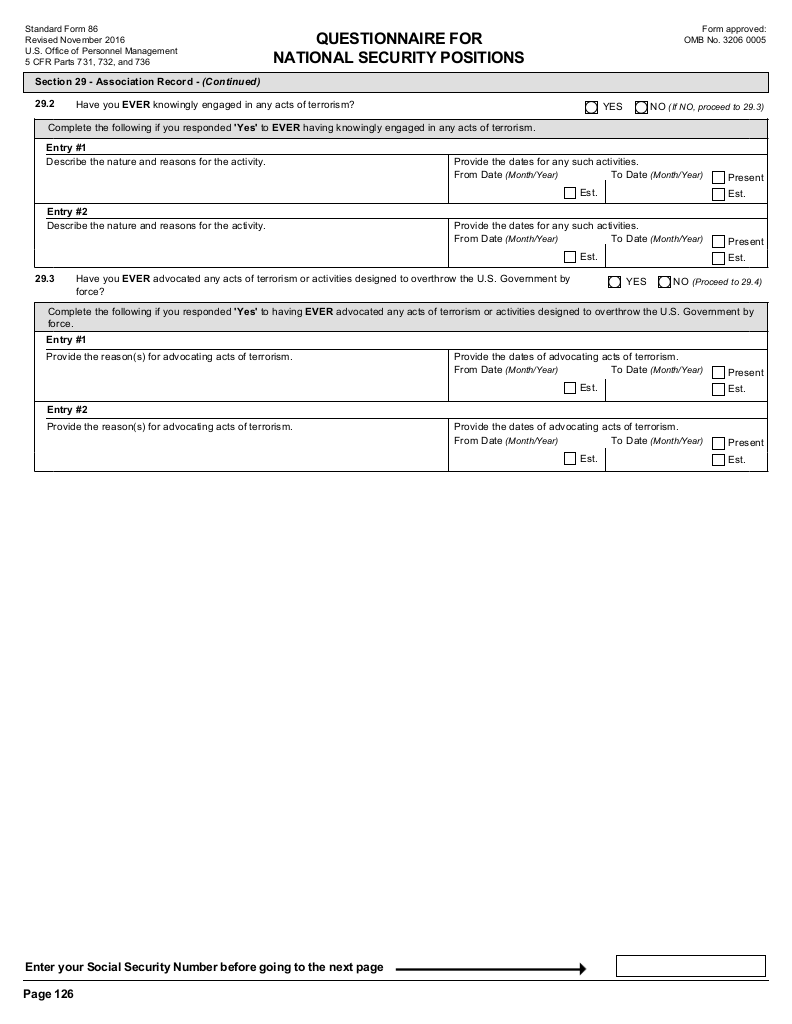 Standard Form 86
Revised November 2016
U.S. Office of Personnel Management
5 CFR Parts 731, 732, and 736
QUESTIONNAIRE FOR
NATIONAL SECURITY POSITIONS
Form approved:
OMB No. 3206 0005
Section 29 - Association Record - (Continued)
29.2 Have you EVER knowingly engaged in any acts of terrorism? YES NO (If NO, proceed to 29.3)
Complete the following if you responded 'Yes' to EVER having knowingly engaged in any acts of terrorism.
Entry #1
Describe the nature and reasons for the activity.
Provide the dates for any such activities.
From Date (Month/Year) To Date (Month/Year) Present
Est. Est.
Entry #2
Describe the nature and reasons for the activity.
Provide the dates for any such activities.
From Date (Month/Year) To Date (Month/Year) Present
Est. Est.
29.3 Have you EVER advocated any acts of terrorism or activities designed to overthrow the U.S. Government by
force?
YES NO (Proceed to 29.4)
Complete the following if you responded 'Yes' to having EVER advocated any acts of terrorism or activities designed to overthrow the U.S. Government by
force.
Entry #1
Provide the reason(s) for advocating acts of terrorism.
Provide the dates of advocating acts of terrorism.
From Date (Month/Year) To Date (Month/Year) Present
Est. Est.
Entry #2
Provide the reason(s) for advocating acts of terrorism.
Provide the dates of advocating acts of terrorism.
From Date (Month/Year) To Date (Month/Year) Present
Est. Est.
Enter your Social Security Number before going to the next page
Page 126